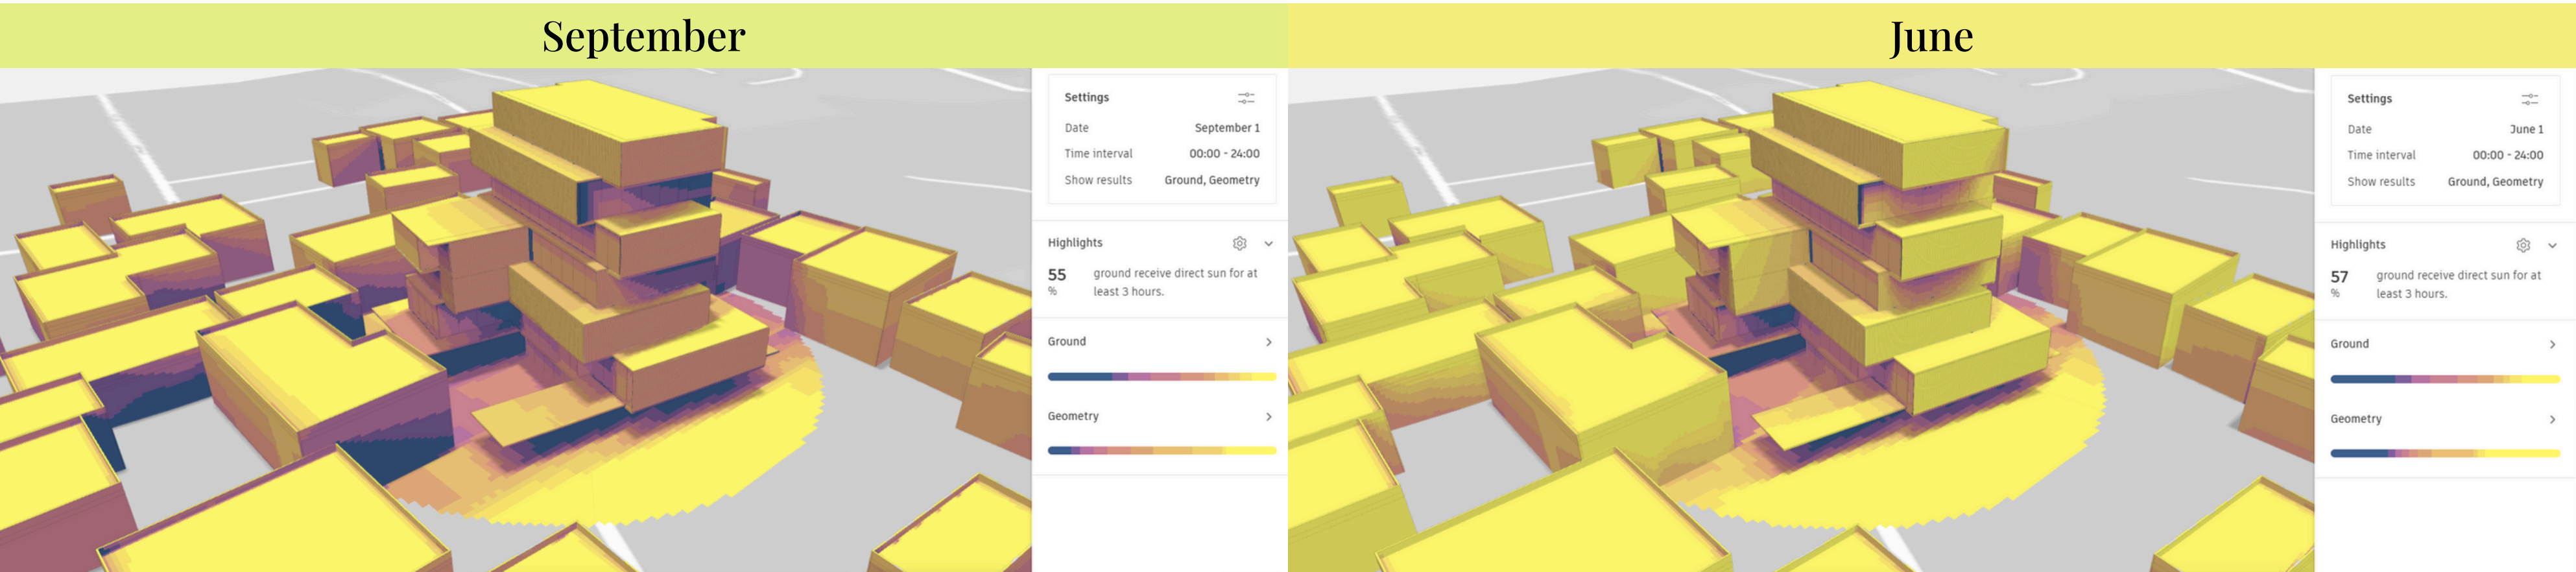 September
Settings
Date September 1
Time interval 00:00 - 24:00
Show results Ground, Geometry
Highlights
55 % ground receive direct sun for at
least 3 hours.
Ground
Geometry
June
Settings
Date June 1
Time interval 00:00 - 24:00
Show results Ground, Geometry
Highlights
57 % ground receive direct sun for at
least 3 hours.
Ground
Geometry